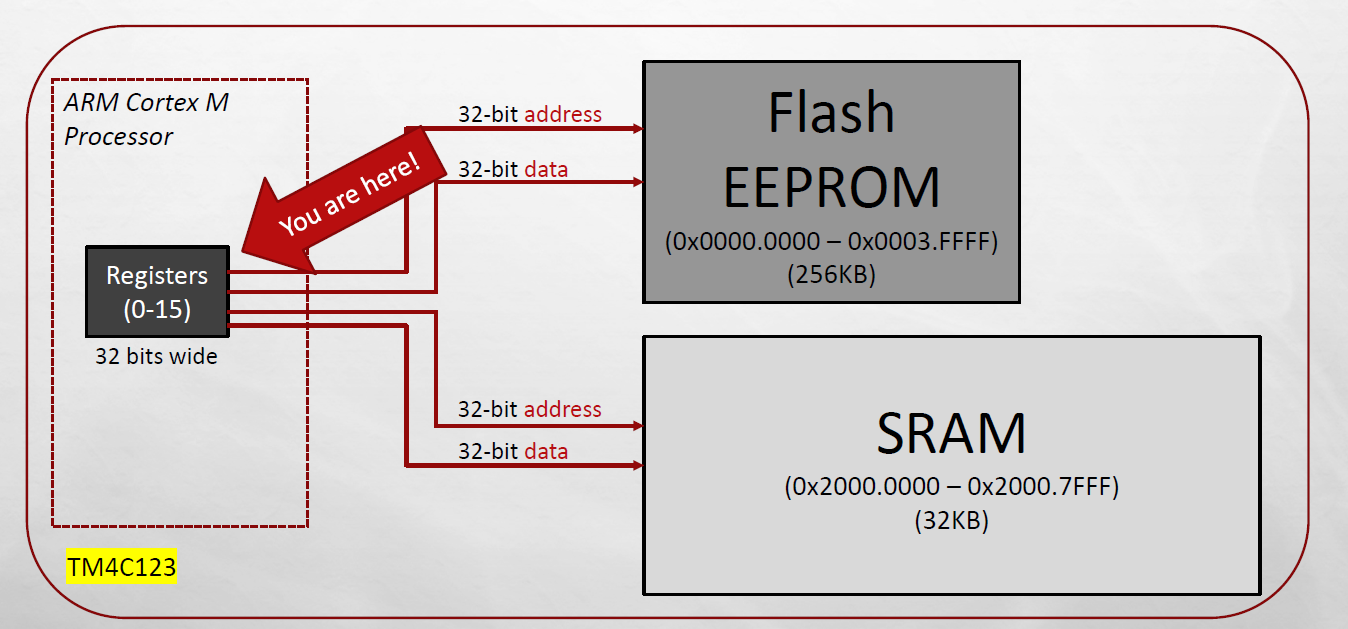 ARM Cortex M
Processor
32-bit address
32-bit data
You are here!
Registers
(0-15)
32 bits wide
Flash
EEPROM
(0x0000.0000 – 0x0003.FFFF)
(256KB)
32-bit address
32-bit data
SRAM
(0x2000.0000 – 0x2000.7FFF)
(32KB)
TM4C123